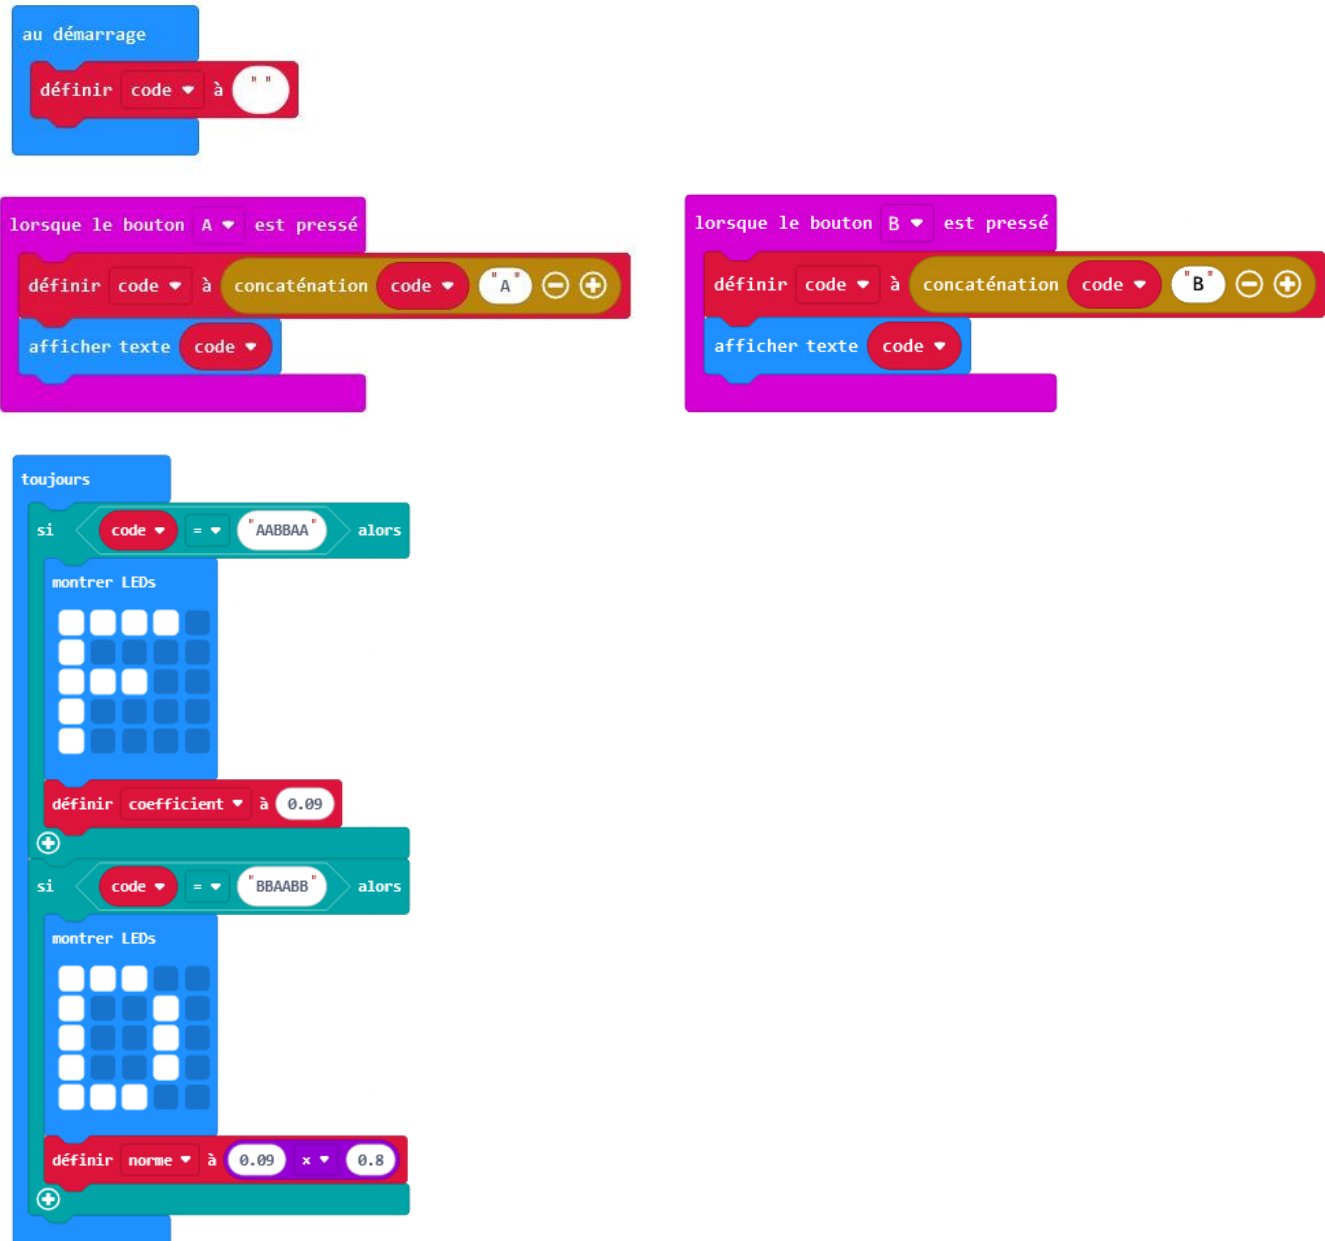 au démarrage
définir code à " "
lorsque le bouton A est pressé
définir code à concaténation code "A"
afficher texte code
lorsque le bouton B est pressé
définir code à concaténation code "B"
afficher texte code
toujours
si code = "AABBAA" alors
montrer LEDs
définir coefficient à 0.09
si code = "BBAABB" alors
montrer LEDs
définir norme à 0.09 x 0.8